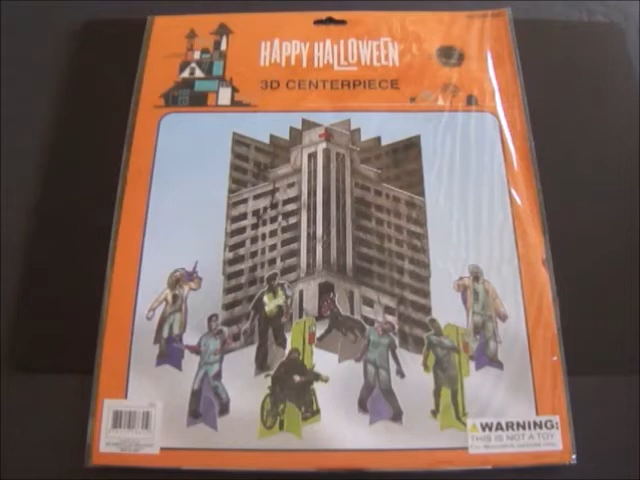 HAPPY HALLOWEEN
3D CENTERPIECE
WARNING:
THIS IS NOT A TOY